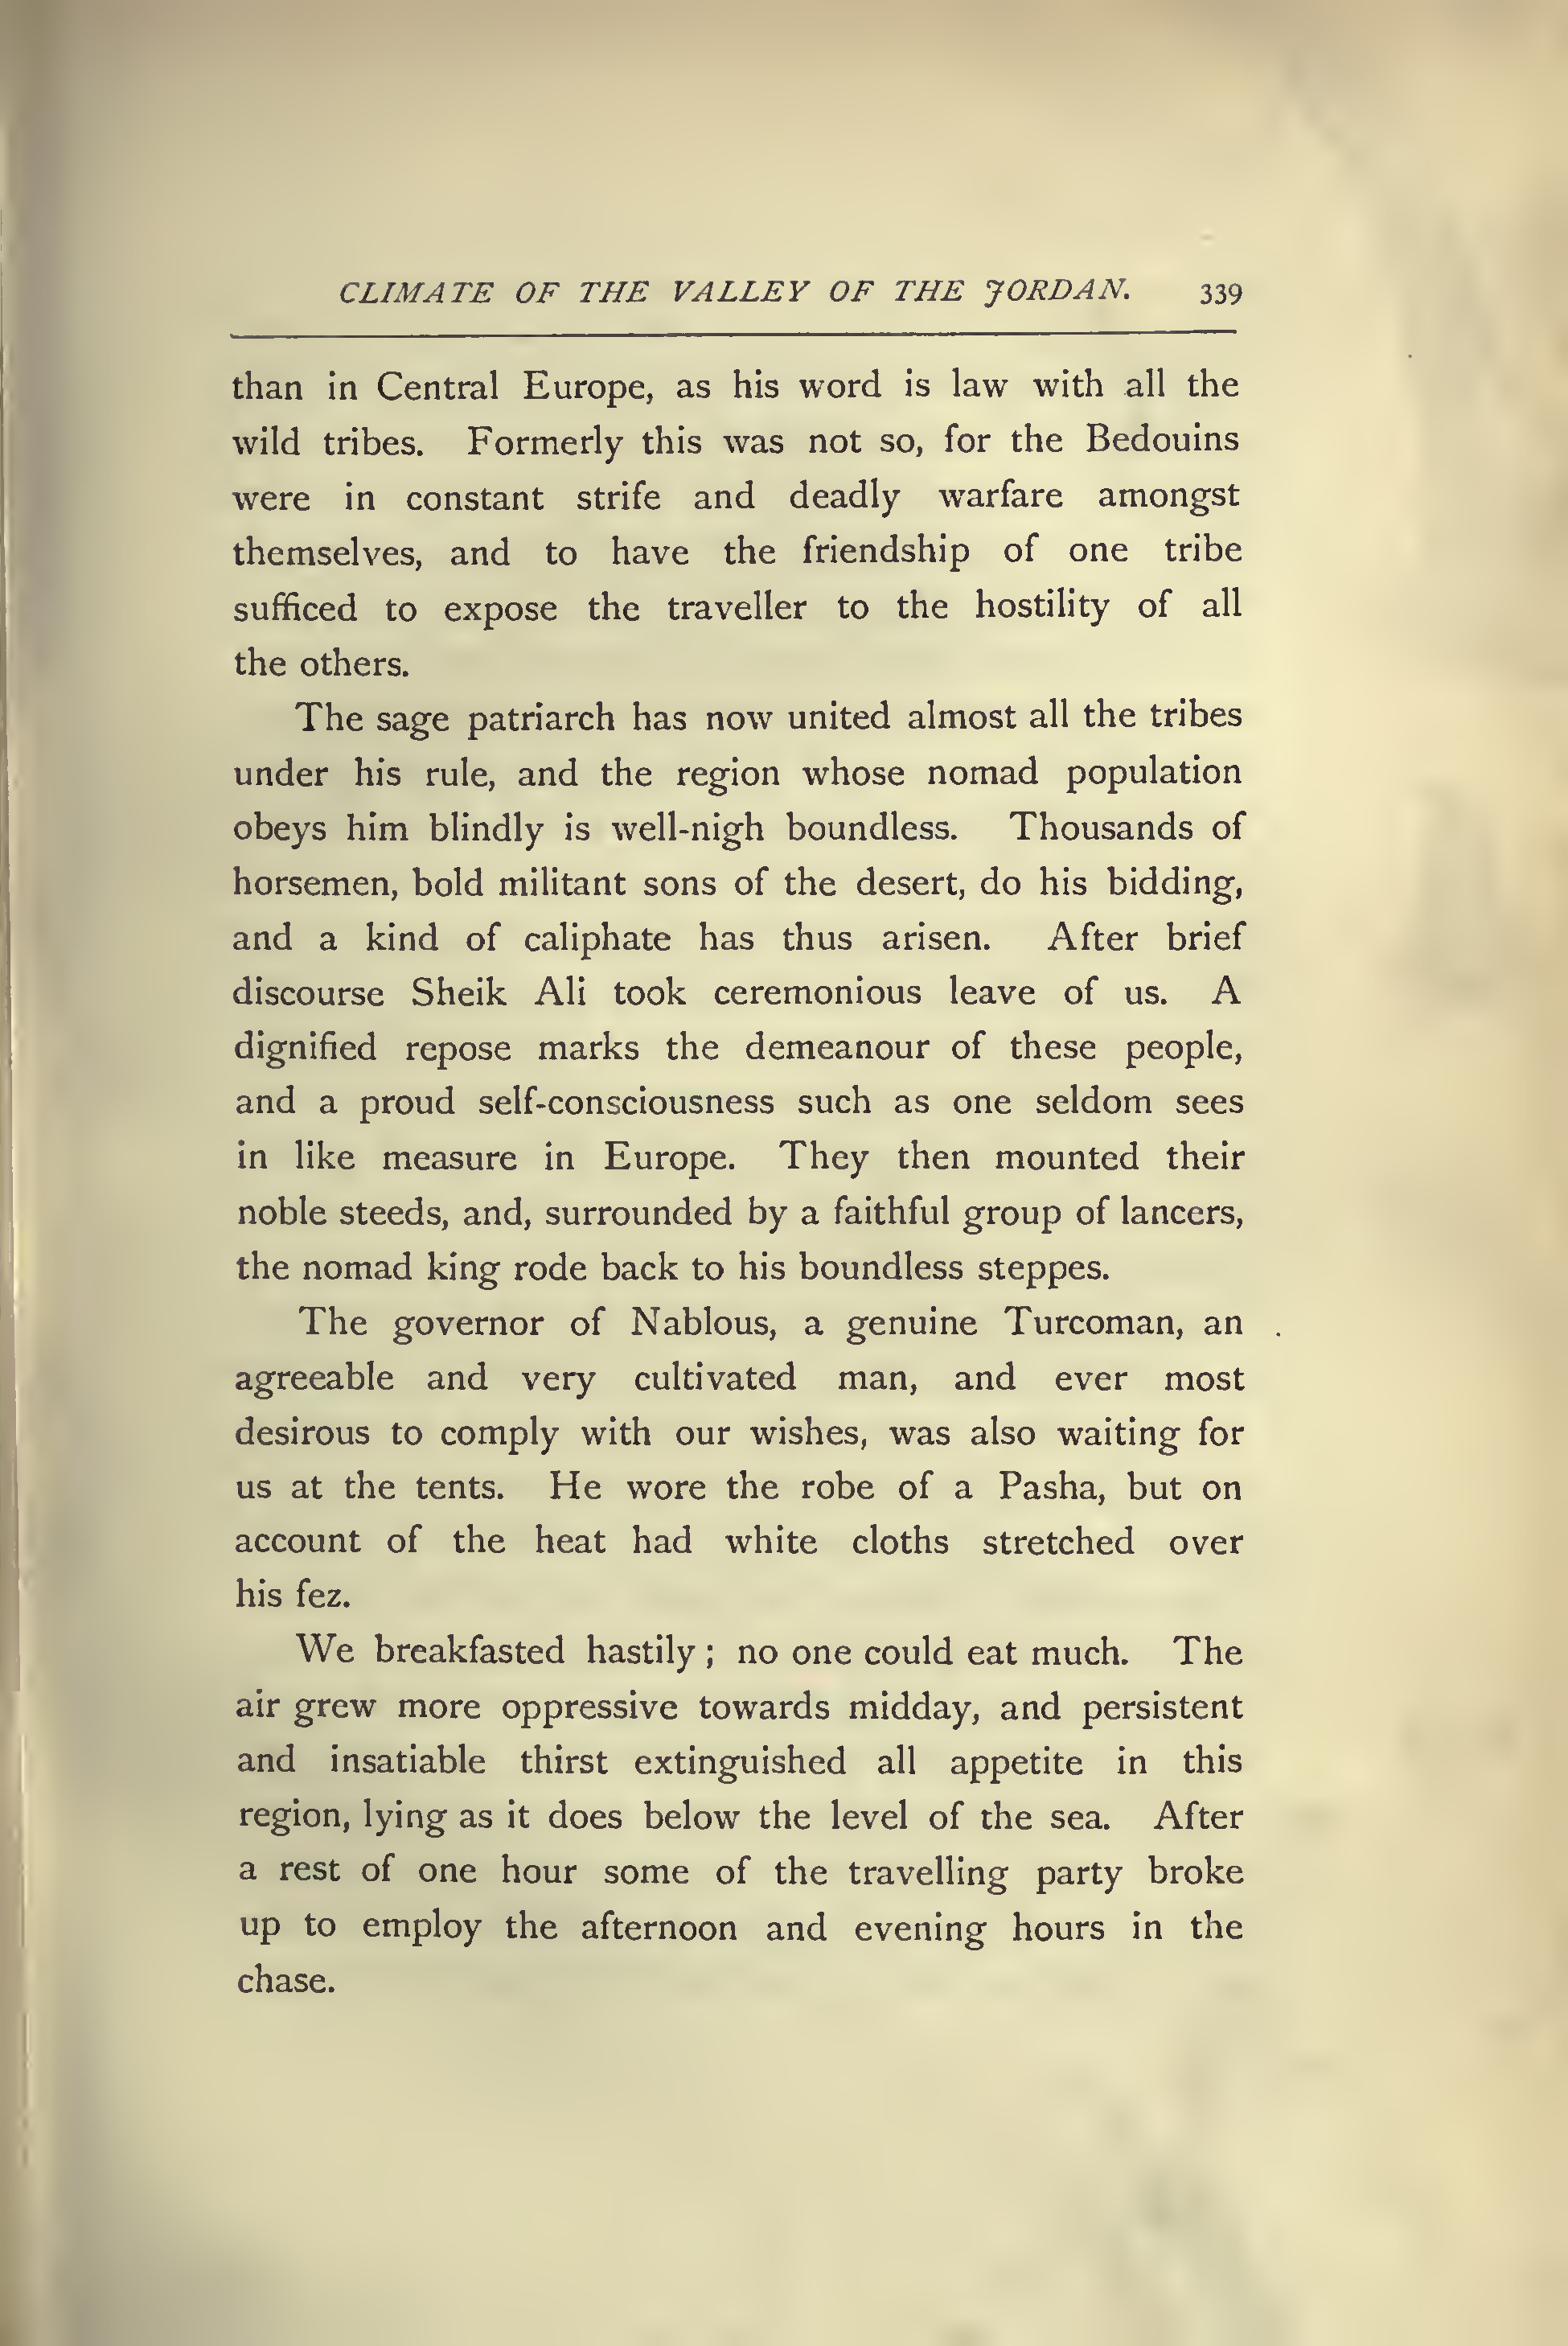 CLIMATE OF THE VALLEY OF THE JORDAN. 339
than in Central Europe, as his word is law with all the
wild tribes. Formerly this was not so, for the Bedouins
were in constant strife and deadly warfare amongst
themselves, and to have the friendship of one tribe
sufficed to expose the traveller to the hostility of all
the others.
The sage patriarch has now united almost all the tribes
under his rule, and the region whose nomad population
obeys him blindly is well-nigh boundless. Thousands of
horsemen, bold militant sons of the desert, do his bidding,
and a kind of caliphate has thus arisen. After brief
discourse Sheik Ali took ceremonious leave of us. A
dignified repose marks the demeanour of these people,
and a proud self-consciousness such as one seldom sees
in like measure in Europe. They then mounted their
noble steeds, and, surrounded by a faithful group of lancers,
the nomad king rode back to his boundless steppes.
The governor of Nablous, a genuine Turcoman, an
agreeable and very cultivated man, and ever most
desirous to comply with our wishes, was also waiting for
us at the tents. He wore the robe of a Pasha, but on
account of the heat had white cloths stretched over
his fez.
We breakfasted hastily ; no one could eat much. The
air grew more oppressive towards midday, and persistent
and insatiable thirst extinguished all appetite in this
region, lying as it does below the level of the sea. After
a rest of one hour some of the travelling party broke
up to employ the afternoon and evening hours in the
chase.